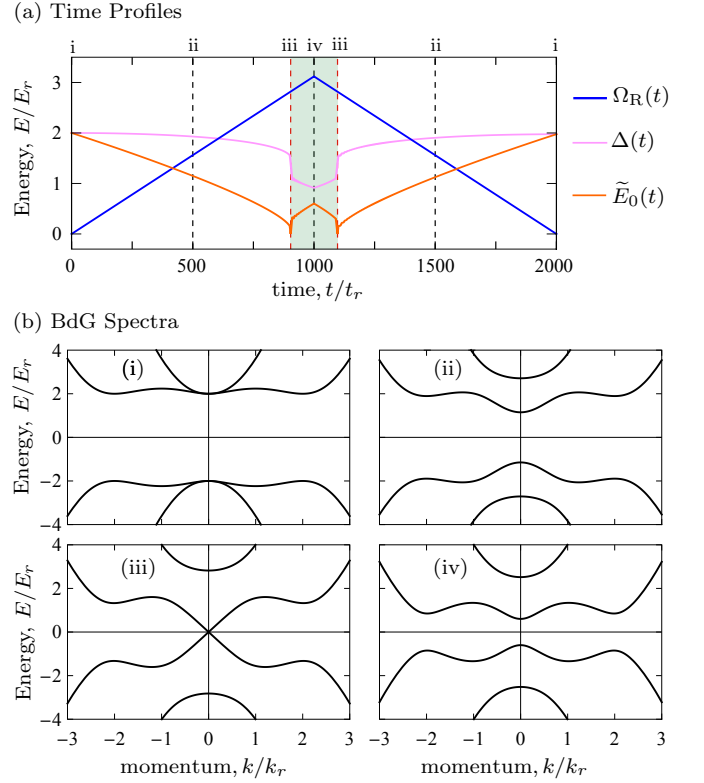 (a) Time Profiles
i ii iii iv iii ii i
Energy, E/E_r
3
2
1
0
0 500 1000 1500 2000
time, t/t_r
Ω_R(t)
Δ(t)
Ẽ_0(t)
(b) BdG Spectra
Energy, E/E_r
4
2
0
−2
−4
(i)
(ii)
Energy, E/E_r
4
2
0
−2
−4
(iii)
(iv)
−3 −2 −1 0 1 2 3
−3 −2 −1 0 1 2 3
momentum, k/k_r
momentum, k/k_r